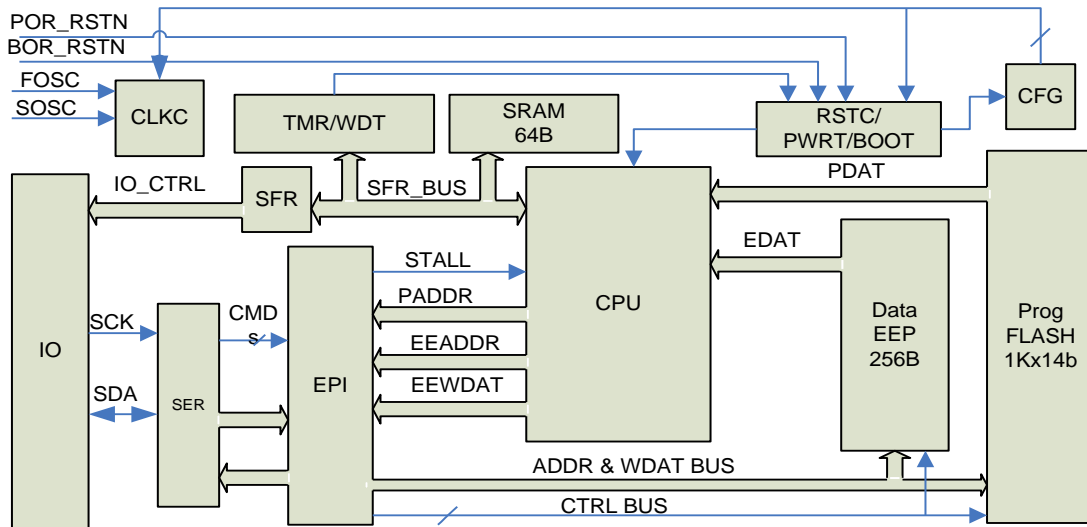 POR_RSTN
BOR_RSTN
FOSC
SOSC
CLKC
TMR/WDT
SRAM
64B
RSTC/
PWRT/BOOT
CFG
IO_CTRL
SFR
SFR_BUS
PDAT
STALL
EDAT
PADDR
CPU
SCK
CMD
s
EEADDR
Data
EEP
256B
Prog
FLASH
1Kx14b
IO
EPI
EEWDAT
SDA
SER
ADDR & WDAT BUS
CTRL BUS